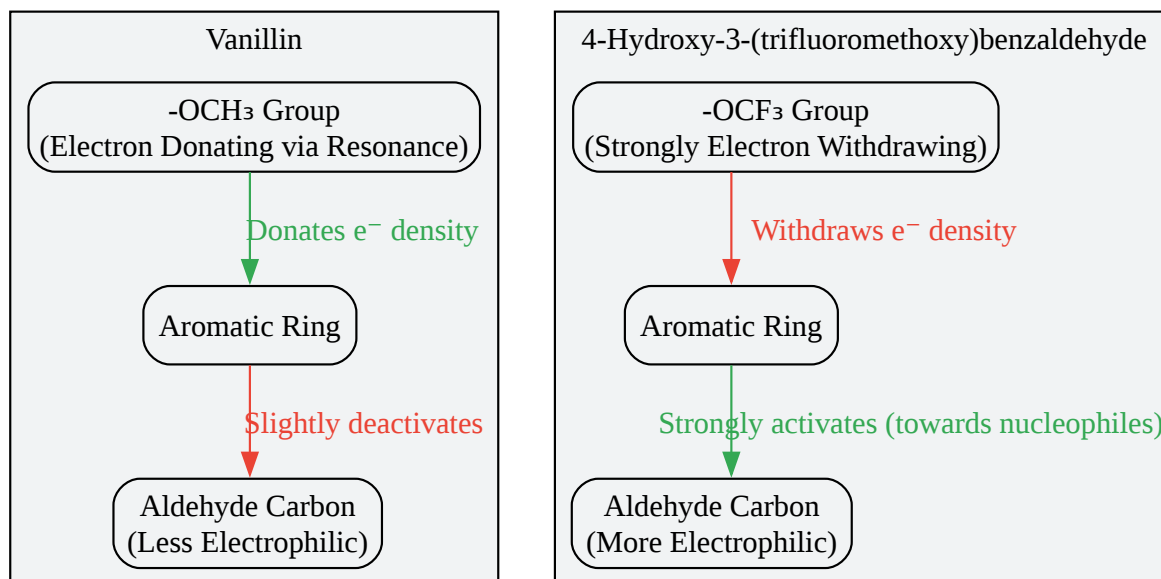 Vanillin
-OCH₃ Group
(Electron Donating via Resonance)
Donates e⁻ density
Aromatic Ring
Slightly deactivates
Aldehyde Carbon
(Less Electrophilic)
4-Hydroxy-3-(trifluoromethoxy)benzaldehyde
-OCF₃ Group
(Strongly Electron Withdrawing)
Withdraws e⁻ density
Aromatic Ring
Strongly activates (towards nucleophiles)
Aldehyde Carbon
(More Electrophilic)